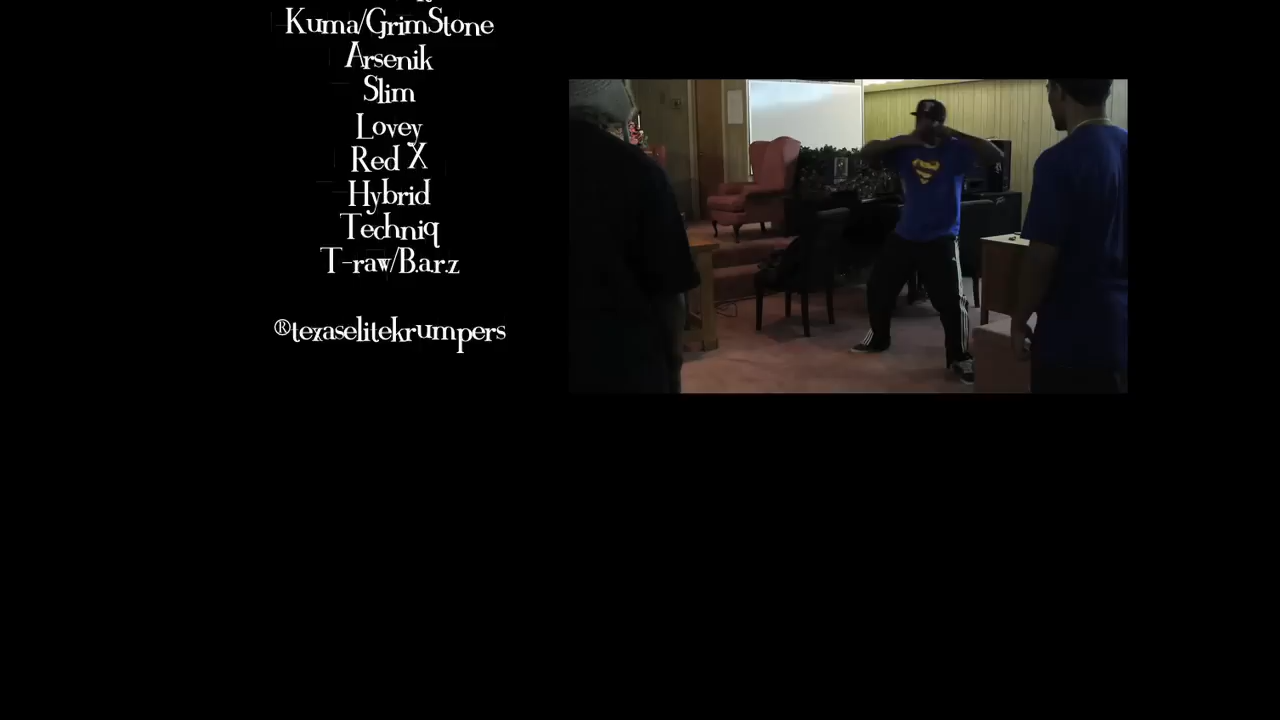 Kuma/GrimStone
Arsenik
Slim
Lovey
Red X
Hybrid
Techniq
T-raw/B.a.r.z
®texaselitekrumpers